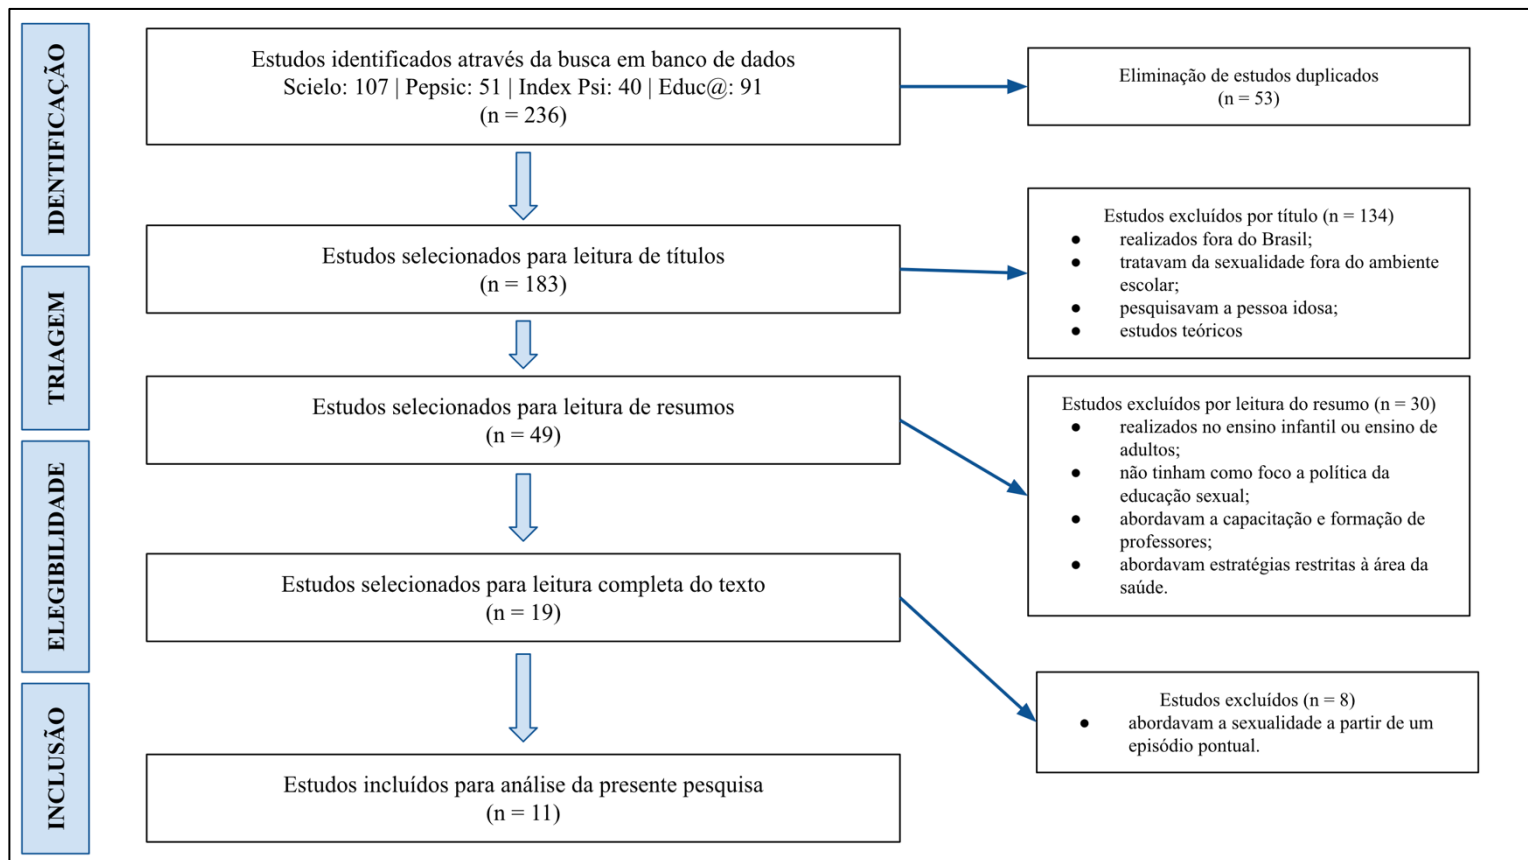 IDENTIFICAÇÃO
Estudos identificados através da busca em banco de dados
Scielo: 107 | Pepsic: 51 | Index Psi: 40 | Educ@: 91
(n = 236)
Eliminação de estudos duplicados
(n = 53)
Estudos selecionados para leitura de títulos
(n = 183)
Estudos excluídos por título (n = 134)
● realizados fora do Brasil;
● tratavam da sexualidade fora do ambiente
escolar;
● pesquisavam a pessoa idosa;
● estudos teóricos
TRIAGEM
Estudos selecionados para leitura de resumos
(n = 49)
Estudos excluídos por leitura do resumo (n = 30)
● realizados no ensino infantil ou ensino de
adultos;
● não tinham como foco a política da
educação sexual;
● abordavam a capacitação e formação de
professores;
● abordavam estratégias restritas à área da
saúde.
ELEGIBILIDADE
Estudos selecionados para leitura completa do texto
(n = 19)
Estudos excluídos (n = 8)
● abordavam a sexualidade a partir de um
episódio pontual.
INCLUSÃO
Estudos incluídos para análise da presente pesquisa
(n = 11)